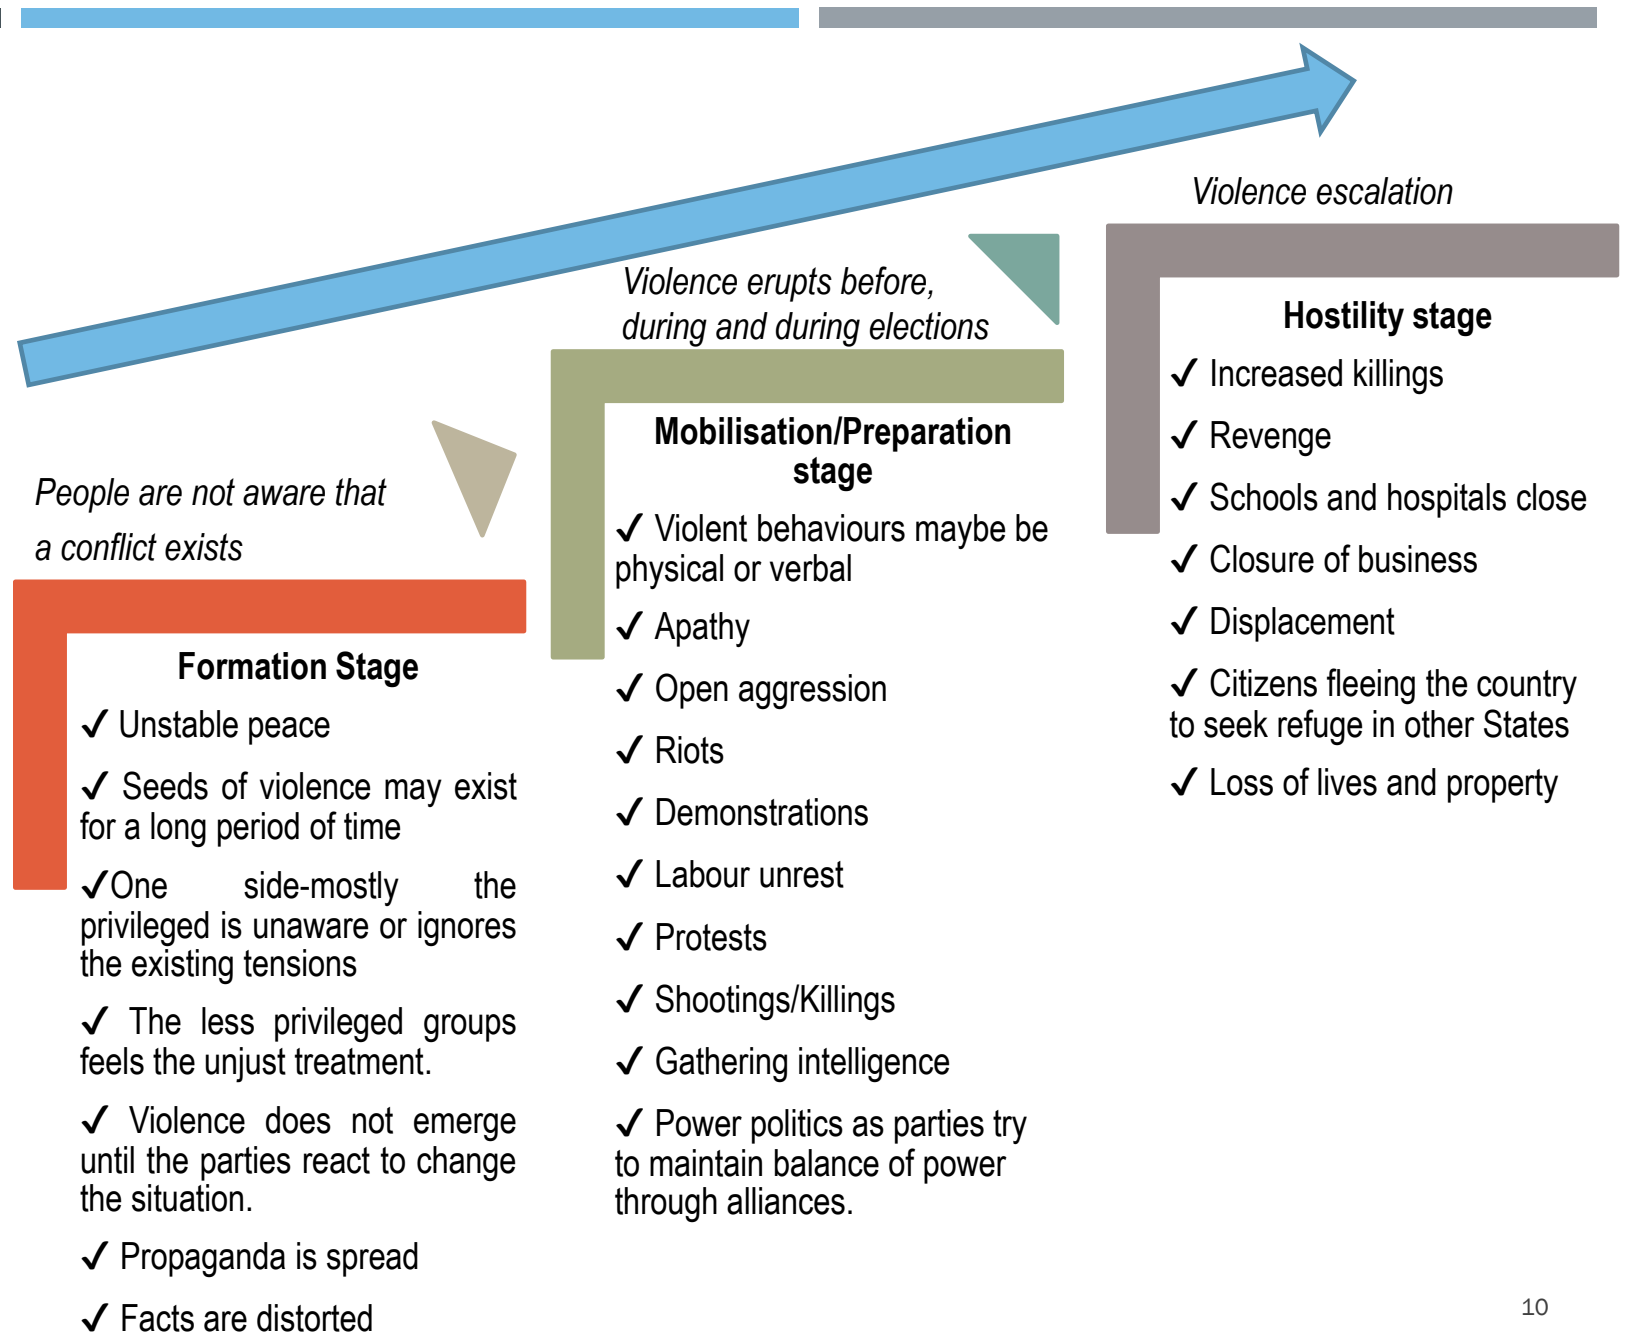 People are not aware that
a conflict exists
Formation Stage
✓ Unstable peace
✓ Seeds of violence may exist
for a long period of time
✓One side-mostly the
privileged is unaware or ignores
the existing tensions
✓ The less privileged groups
feels the unjust treatment.
✓ Violence does not emerge
until the parties react to change
the situation.
✓ Propaganda is spread
✓ Facts are distorted
Violence erupts before,
during and during elections
Mobilisation/Preparation
stage
✓ Violent behaviours maybe be
physical or verbal
✓ Apathy
✓ Open aggression
✓ Riots
✓ Demonstrations
✓ Labour unrest
✓ Protests
✓ Shootings/Killings
✓ Gathering intelligence
✓ Power politics as parties try
to maintain balance of power
through alliances.
Violence escalation
Hostility stage
✓ Increased killings
✓ Revenge
✓ Schools and hospitals close
✓ Closure of business
✓ Displacement
✓ Citizens fleeing the country
to seek refuge in other States
✓ Loss of lives and property
10